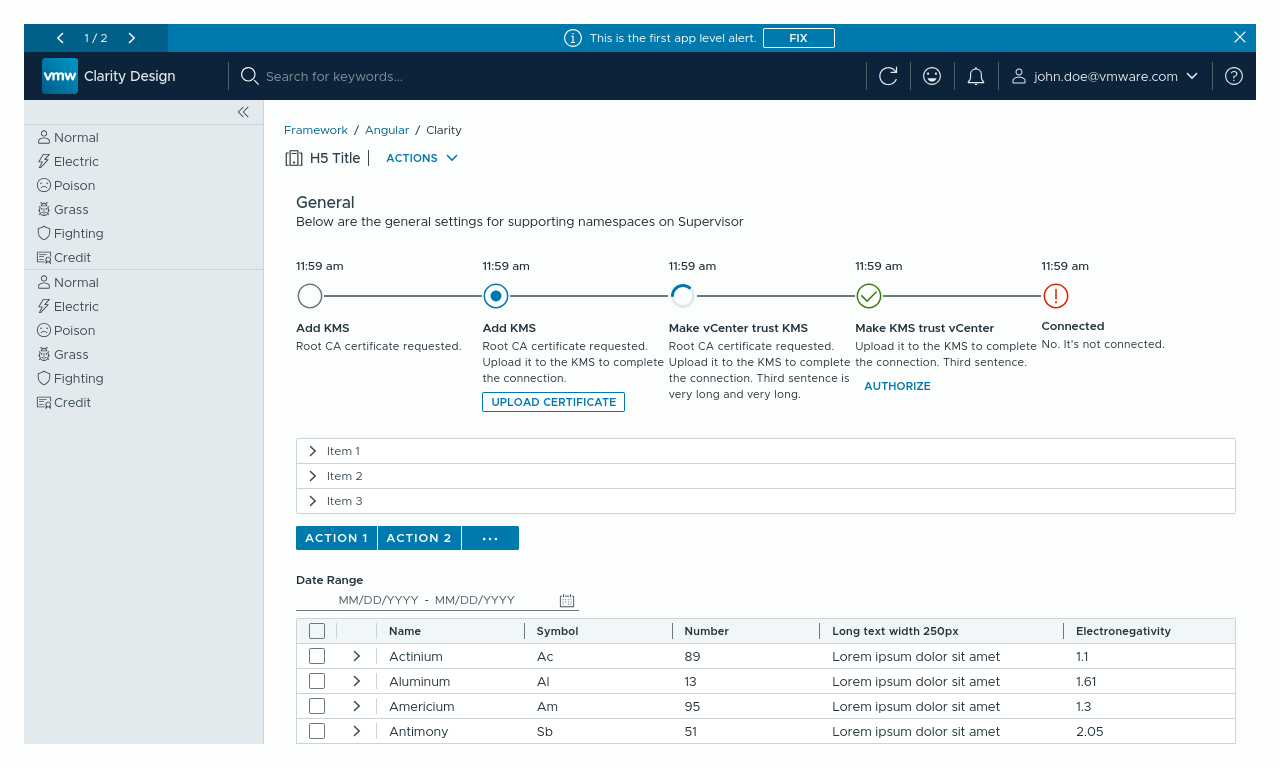 1 / 2
This is the first app level alert.
FIX
vmw Clarity Design
Search for keywords...
john.doe@vmware.com
Normal
Electric
Poison
Grass
Fighting
Credit
Normal
Electric
Poison
Grass
Fighting
Credit
Framework / Angular / Clarity
H5 Title
ACTIONS
General
Below are the general settings for supporting namespaces on Supervisor
11:59 am
Add KMS
Root CA certificate requested.
11:59 am
Add KMS
Root CA certificate requested.
Upload it to the KMS to complete
the connection.
UPLOAD CERTIFICATE
11:59 am
Make vCenter trust KMS
Root CA certificate requested.
Upload it to the KMS to complete
the connection. Third sentence is
very long and very long.
11:59 am
Make KMS trust vCenter
Upload it to the KMS to complete
the connection. Third sentence.
AUTHORIZE
11:59 am
Connected
No. It's not connected.
Item 1
Item 2
Item 3
ACTION 1 ACTION 2 ...
Date Range
MM/DD/YYYY - MM/DD/YYYY
Name Symbol Number Long text width 250px Electronegativity
Actinium Ac 89 Lorem ipsum dolor sit amet 1.1
Aluminum Al 13 Lorem ipsum dolor sit amet 1.61
Americium Am 95 Lorem ipsum dolor sit amet 1.3
Antimony Sb 51 Lorem ipsum dolor sit amet 2.05